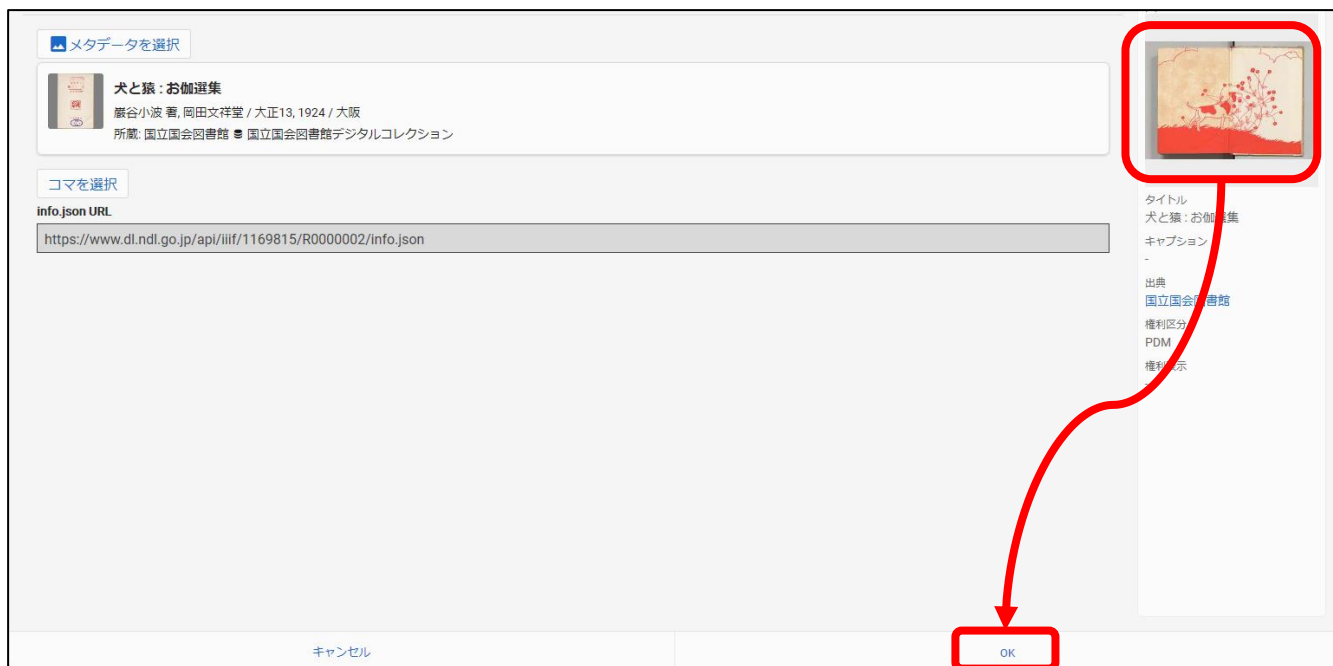 メタデータを選択
犬と猿 : お伽選集
巌谷小波 著, 岡田文祥堂 / 大正13, 1924 / 大阪
所蔵: 国立国会図書館 国立国会図書館デジタルコレクション
コマを選択
info.json URL
https://www.dl.ndl.go.jp/api/iiif/1169815/R0000002/info.json
タイトル
犬と猿 : お伽選集
キャプション
-
出典
国立国会図書館
権利区分
PDM
権利表示
キャンセル
OK